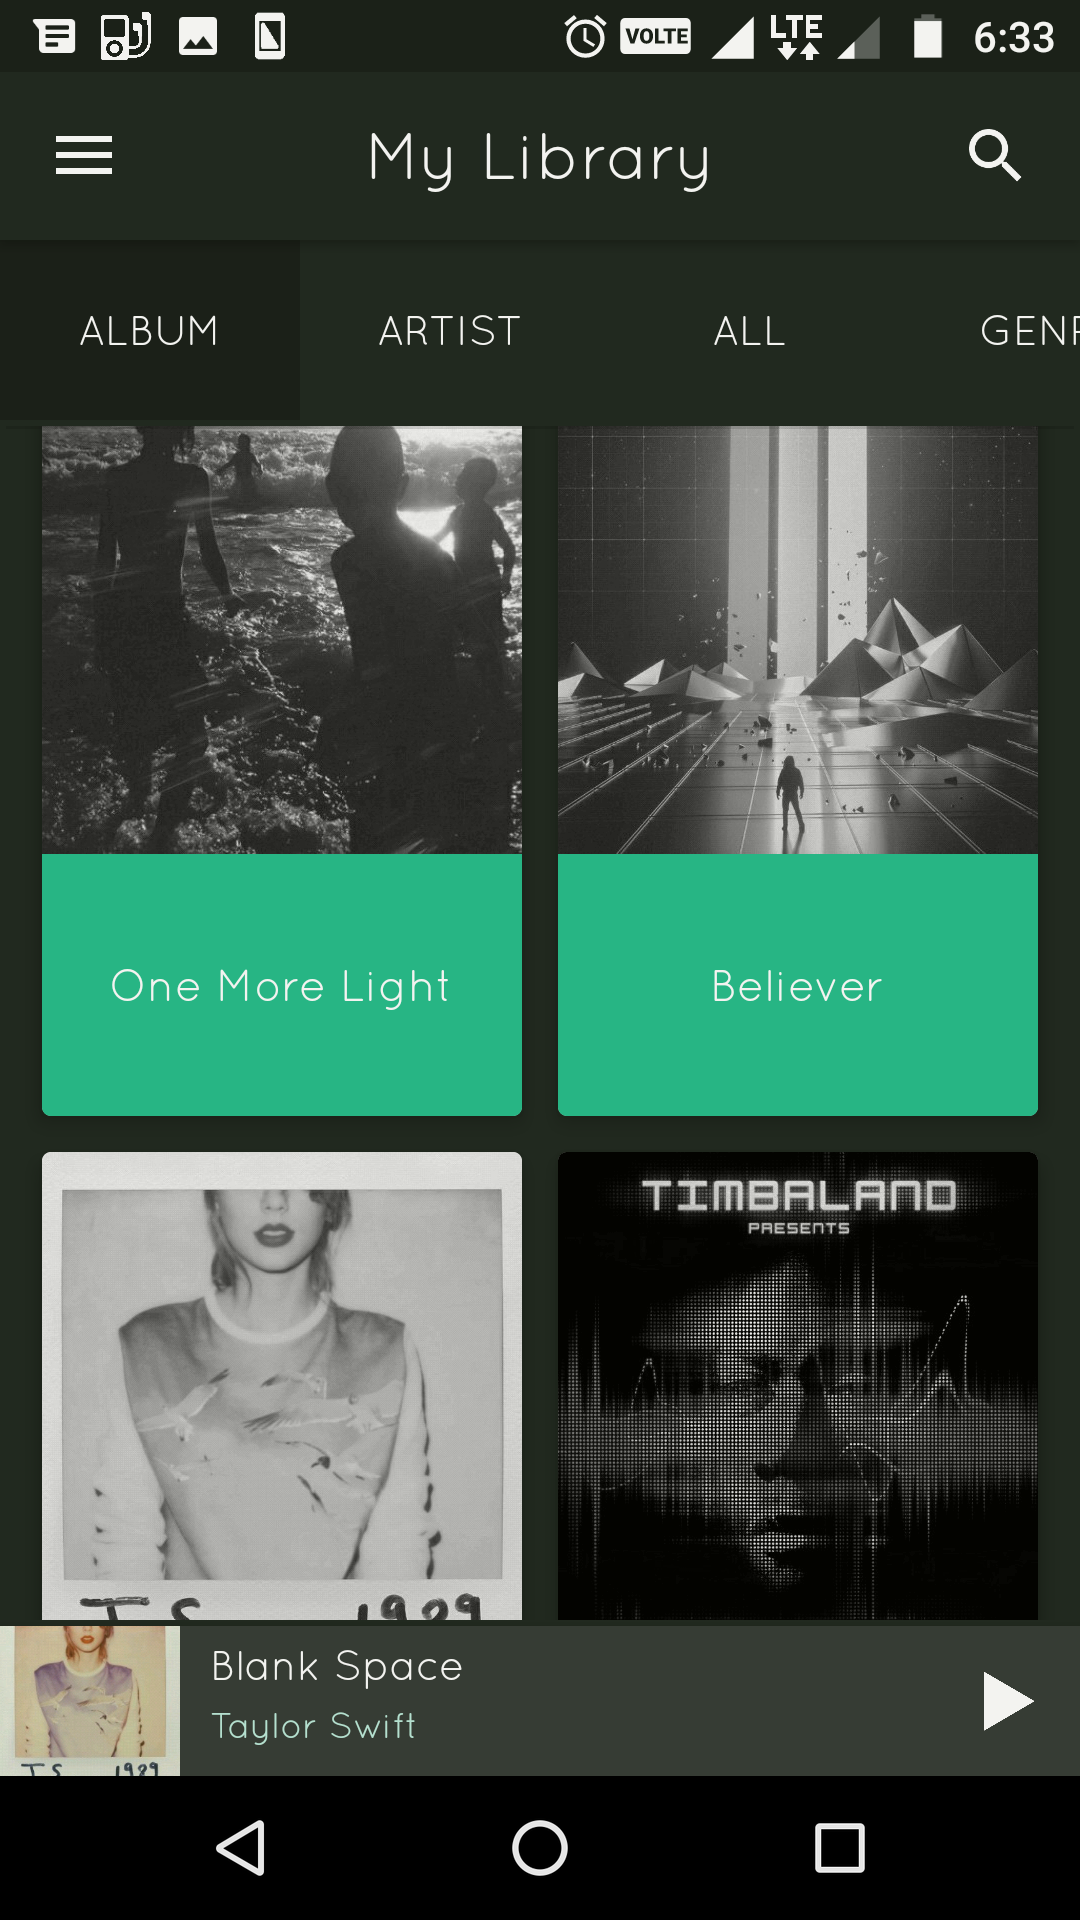 VOLTE LTE 6:33
My Library
ALBUM ARTIST ALL GENR
One More Light Believer
TIMBALAND
PRESENTS
T.S. 1989
Blank Space
Taylor Swift
T.S. 1989